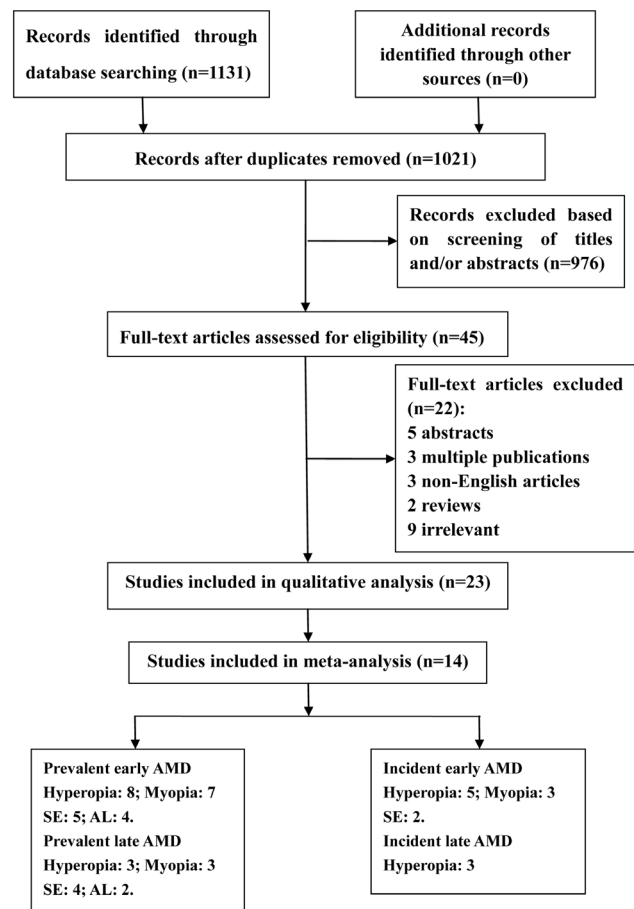 Records identified through
database searching (n=1131)
Additional records
identified through other
sources (n=0)
Records after duplicates removed (n=1021)
Records excluded based
on screening of titles
and/or abstracts (n=976)
Full-text articles assessed for eligibility (n=45)
Full-text articles excluded
(n=22):
5 abstracts
3 multiple publications
3 non-English articles
2 reviews
9 irrelevant
Studies included in qualitative analysis (n=23)
Studies included in meta-analysis (n=14)
Prevalent early AMD
Hyperopia: 8; Myopia: 7
SE: 5; AL: 4.
Prevalent late AMD
Hyperopia: 3; Myopia: 3
SE: 4; AL: 2.
Incident early AMD
Hyperopia: 5; Myopia: 3
SE: 2.
Incident late AMD
Hyperopia: 3